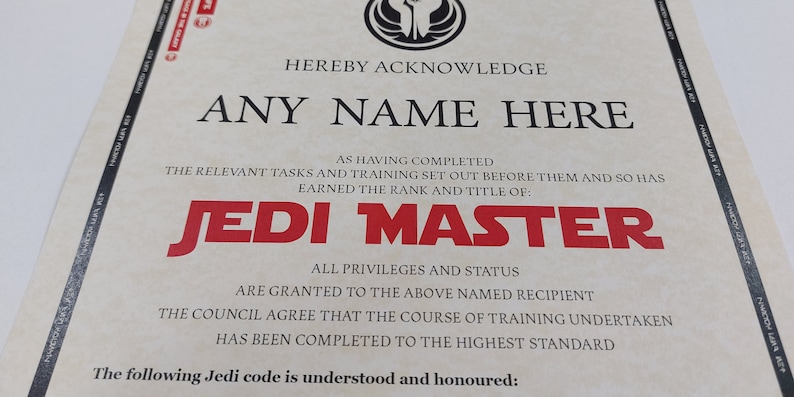 HEREBY ACKNOWLEDGE
ANY NAME HERE
AS HAVING COMPLETED
THE RELEVANT TASKS AND TRAINING SET OUT BEFORE THEM AND SO HAS
EARNED THE RANK AND TITLE OF:
JEDI MASTER
ALL PRIVILEGES AND STATUS
ARE GRANTED TO THE ABOVE NAMED RECIPIENT
THE COUNCIL AGREE THAT THE COURSE OF TRAINING UNDERTAKEN
HAS BEEN COMPLETED TO THE HIGHEST STANDARD
The following Jedi code is understood and honoured: